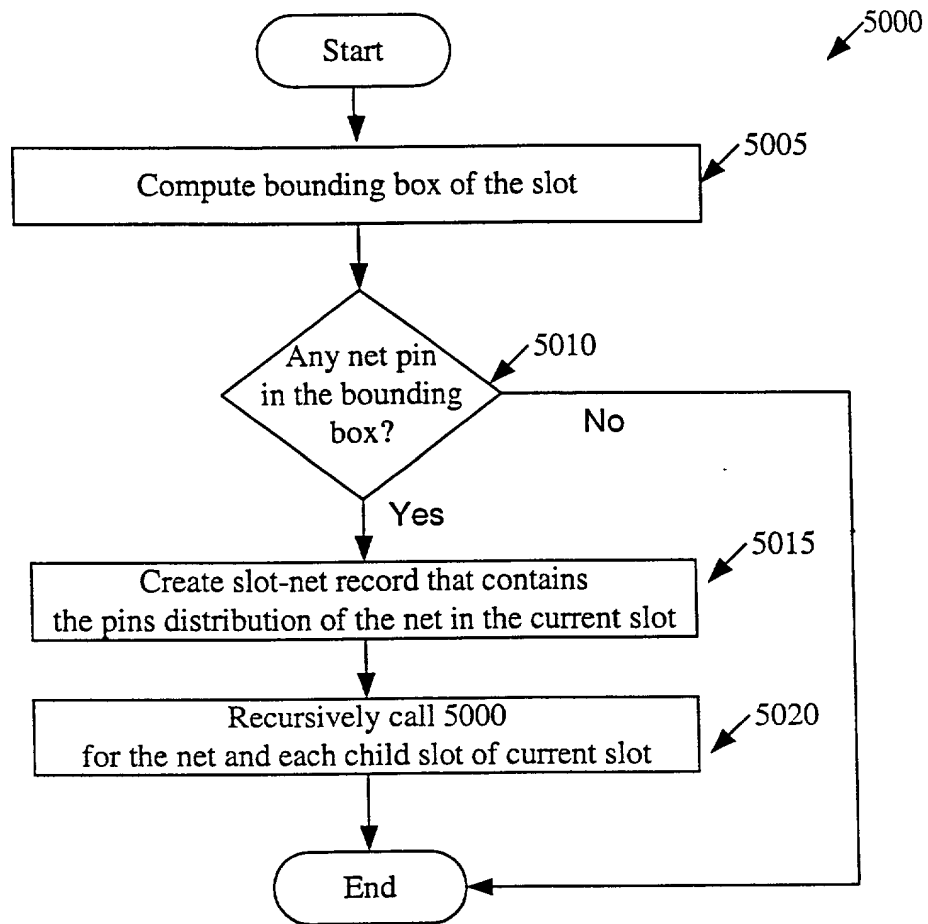 5000
Start
5005
Compute bounding box of the slot
5010
Any net pin
in the bounding
box?
No
Yes
5015
Create slot-net record that contains
the pins distribution of the net in the current slot
5020
Recursively call 5000
for the net and each child slot of current slot
End